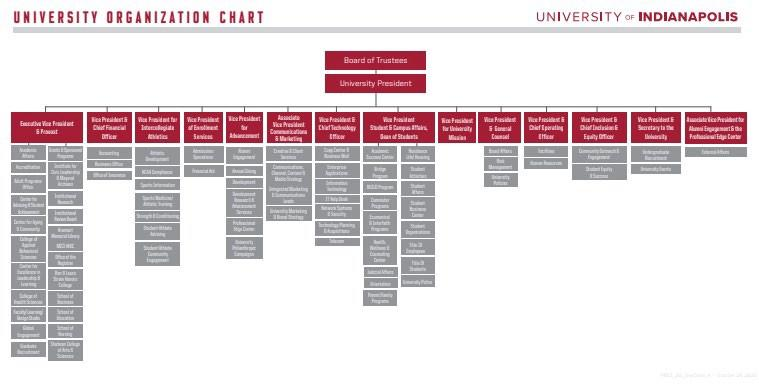 UNIVERSITY ORGANIZATION CHART
UNIVERSITY OF INDIANAPOLIS
Board of Trustees
University President
Executive Vice President
& Provost
Vice President &
Chief Financial
Officer
Vice President for
Intercollegiate
Athletics
Vice President
of Enrollment
Services
Vice President
for
Advancement
Associate
Vice President
Communications
& Marketing
Vice President &
Chief Technology
Officer
Vice President
Student & Campus Affairs,
Dean of Students
Vice President
for University
Mission
Vice President
& General
Counsel
Vice President &
Chief Operating
Officer
Vice President &
Chief Inclusion &
Equity Officer
Vice President &
Secretary to the
University
Associate Vice President for
Alumni Engagement & the
Professional Edge Center
Academic
Affairs
Accreditation
Adult Programs
Office
Center for
Advising & Student
Achievement
Center for Aging
& Community
College of
Applied
Behavioral
Sciences
Center for
Excellence in
Leadership &
Learning
College of
Health Sciences
Faculty Learning/
Design Studio
Global
Engagement
Graduate
Recruitment
Grants & Sponsored
Programs
Institute for
Civic Leadership
& Mayoral
Archives
Institutional
Research
Institutional
Review Board
Krannert
Memorial Library
Office of the
Registrar
Ron & Laura
Strain Honors
College
School of
Business
School of
Education
School of
Nursing
Shaheen College
of Arts &
Sciences
Accounting
Business Office
Athletic
Development
NCAA Compliance
Sports Information
Sports Medicine/
Athletic Training
Strength & Conditioning
Student-Athlete
Advising
Student-Athlete
Community
Engagement
Admissions
Operations
Financial Aid
Alumni
Engagement
Annual Giving
Development
Development
Research &
Advancement
Services
Professional
Edge Center
University
Philanthropic
Campaigns
Creative & Client
Services
Communications,
Channel, Content &
Media Strategy
Integrated Marketing
& Communications
Leads
University Marketing
& Brand Strategy
Copy Center &
Business Mail
Enterprise
Applications
Information
Technology
IT Help Desk
Network Systems
& Security
Technology Planning
& Acquisitions
Telecom
Academic
Success Center
Bridge
Program
BUILD Program
Commuter
Programs
Ecumenical
& Interfaith
Programs
Health,
Wellness &
Counseling
Center
Judicial Affairs
Orientation
Parent/Family
Programs
Residence
Life/Housing
Student
Activities
Student
Affairs
Student
Business
Center
Student
Organizations
Title IX
Employees
Title IX
Students
University Police
Board Affairs
Risk
Management
University
Policies
Facilities
Human Resources
Community Outreach &
Engagement
Student Equity
& Success
Undergraduate
Recruitment
University Events
External Affairs